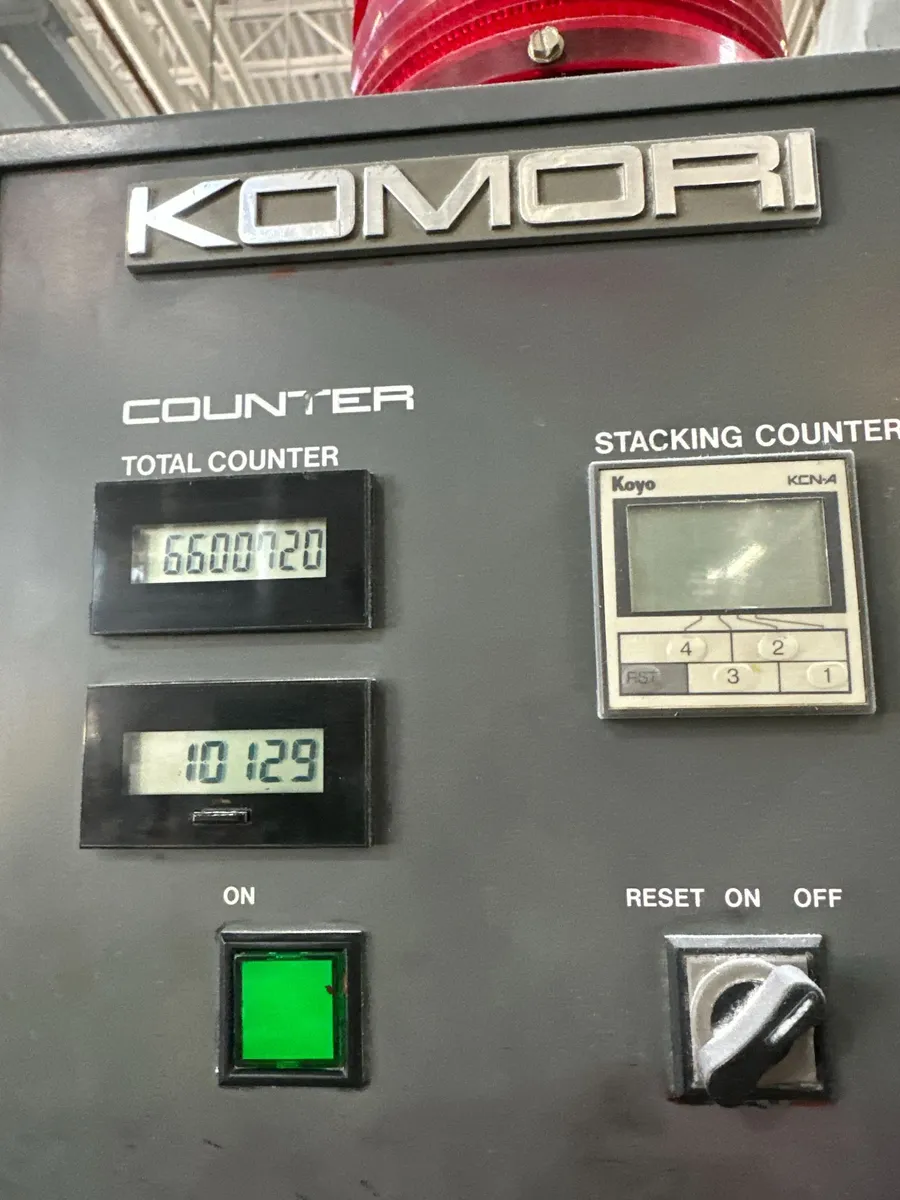 KOMORI
COUNTER
TOTAL COUNTER
6600720
10129
ON
STACKING COUNTER
Koyo KCN-A
4 2
RST 3 1
RESET ON OFF